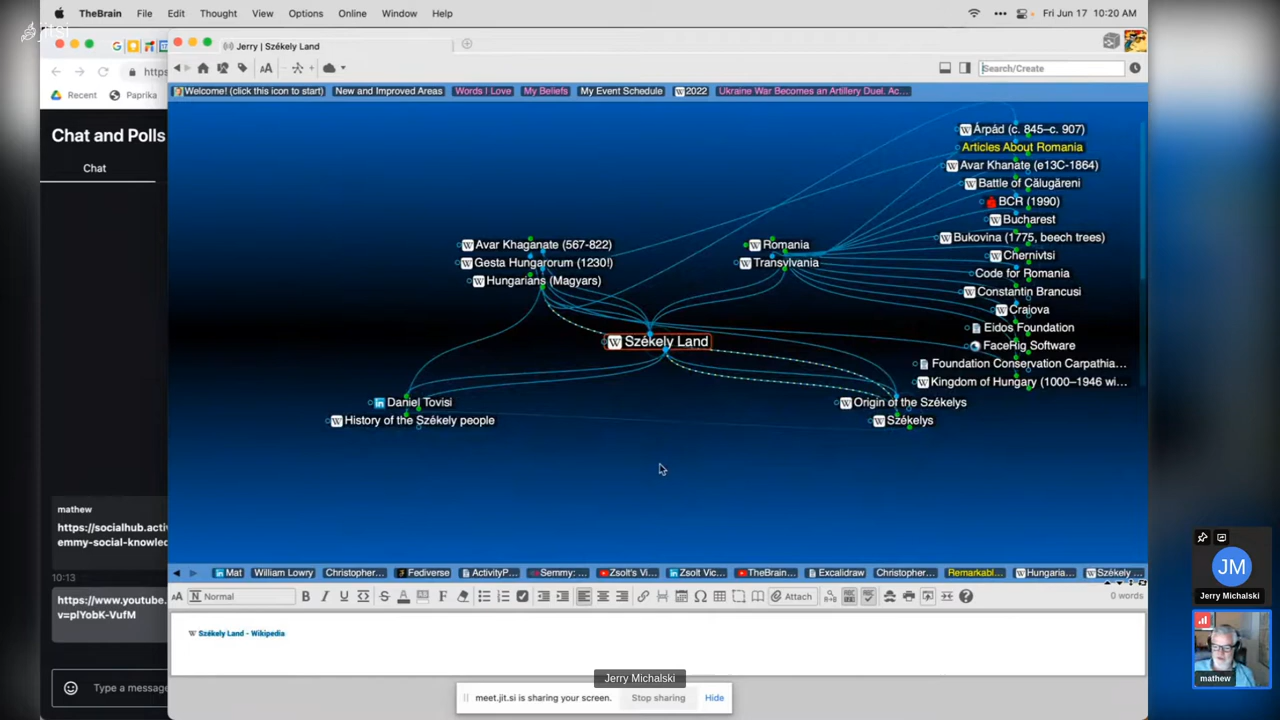 jitsi
TheBrain File Edit Thought View Options Online Window Help
Fri Jun 17 10:20 AM
Jerry | Székely Land
https
Search/Create
Recent
Paprika
Welcome! (click this icon to start)
New and Improved Areas
Words I Love
My Beliefs
My Event Schedule
2022
Ukraine War Becomes an Artillery Duel. Ac...
Chat and Polls
Chat
Árpád (c. 845–c. 907)
Articles About Romania
Avar Khanate (e13C-1864)
Battle of Călugăreni
BCR (1990)
Bucharest
Bukovina (1775, beech trees)
Chernivtsi
Code for Romania
Constantin Brancusi
Craiova
Eidos Foundation
FaceRig Software
Foundation Conservation Carpathia...
Kingdom of Hungary (1000–1946 wi...
Avar Khaganate (567-822)
Gesta Hungarorum (1230!)
Hungarians (Magyars)
Romania
Transylvania
Székely Land
Daniel Tovisi
History of the Székely people
Origin of the Székelys
Székelys
mathew
https://socialhub.activ
emmy-social-knowled
10:13
https://www.youtube.
v=plYobK-VufM
Type a message
Mat
William Lowry
Christopher...
Fediverse
ActivityP...
Semmy: ...
Zsolt's Vi...
Zsolt Vic...
TheBrain...
Excalidraw
Christopher...
Remarkabl...
Hungaria...
Székely ...
Normal
Attach
0 words
Székely Land - Wikipedia
Jerry Michalski
meet.jit.si is sharing your screen.
Stop sharing
Hide
JM
Jerry Michalski
mathew